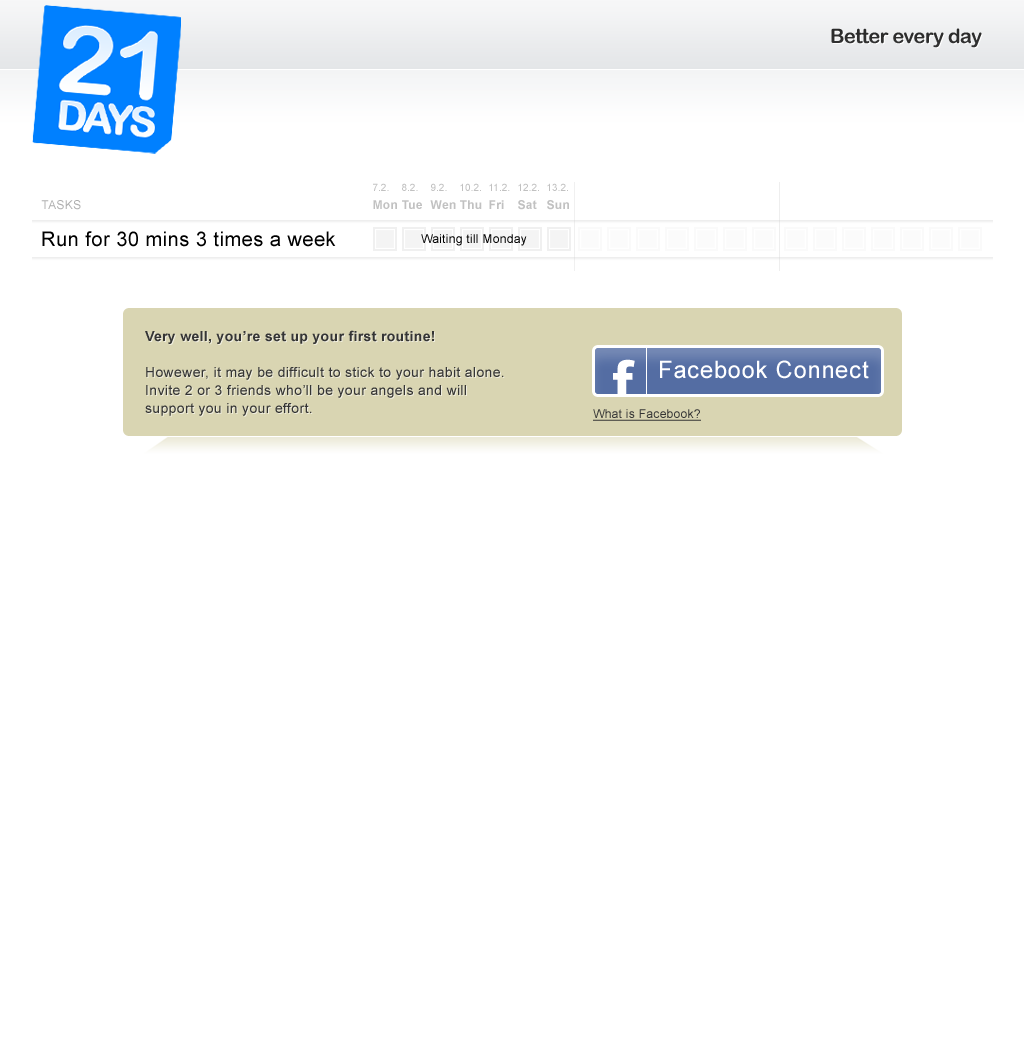 21
DAYS
Better every day
7.2. 8.2. 9.2. 10.2. 11.2. 12.2. 13.2.
TASKS Mon Tue Wen Thu Fri Sat Sun
Run for 30 mins 3 times a week Waiting till Monday
Very well, you’re set up your first routine!
Howewer, it may be difficult to stick to your habit alone.
Invite 2 or 3 friends who’ll be your angels and will
support you in your effort.
f Facebook Connect
What is Facebook?